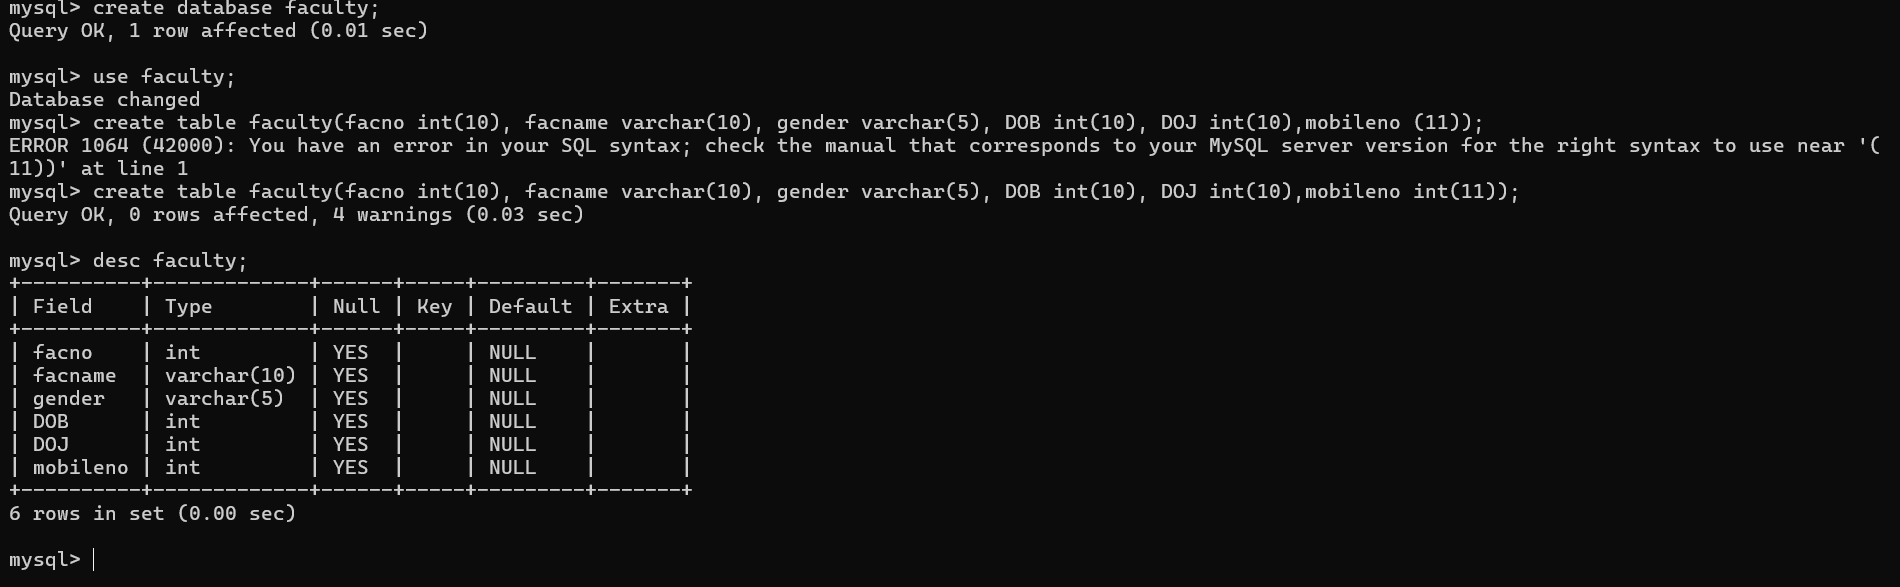 mysql> create database faculty;
Query OK, 1 row affected (0.01 sec)
mysql> use faculty;
Database changed
mysql> create table faculty(facno int(10), facname varchar(10), gender varchar(5), DOB int(10), DOJ int(10),mobileno (11));
ERROR 1064 (42000): You have an error in your SQL syntax; check the manual that corresponds to your MySQL server version for the right syntax to use near '(
11))' at line 1
mysql> create table faculty(facno int(10), facname varchar(10), gender varchar(5), DOB int(10), DOJ int(10),mobileno int(11));
Query OK, 0 rows affected, 4 warnings (0.03 sec)
mysql> desc faculty;
+----------+-------------+------+-----+---------+-------+
| Field    | Type        | Null | Key | Default | Extra |
+----------+-------------+------+-----+---------+-------+
| facno    | int         | YES  |     | NULL    |       |
| facname  | varchar(10) | YES  |     | NULL    |       |
| gender   | varchar(5)  | YES  |     | NULL    |       |
| DOB      | int         | YES  |     | NULL    |       |
| DOJ      | int         | YES  |     | NULL    |       |
| mobileno | int         | YES  |     | NULL    |       |
+----------+-------------+------+-----+---------+-------+
6 rows in set (0.00 sec)
mysql>